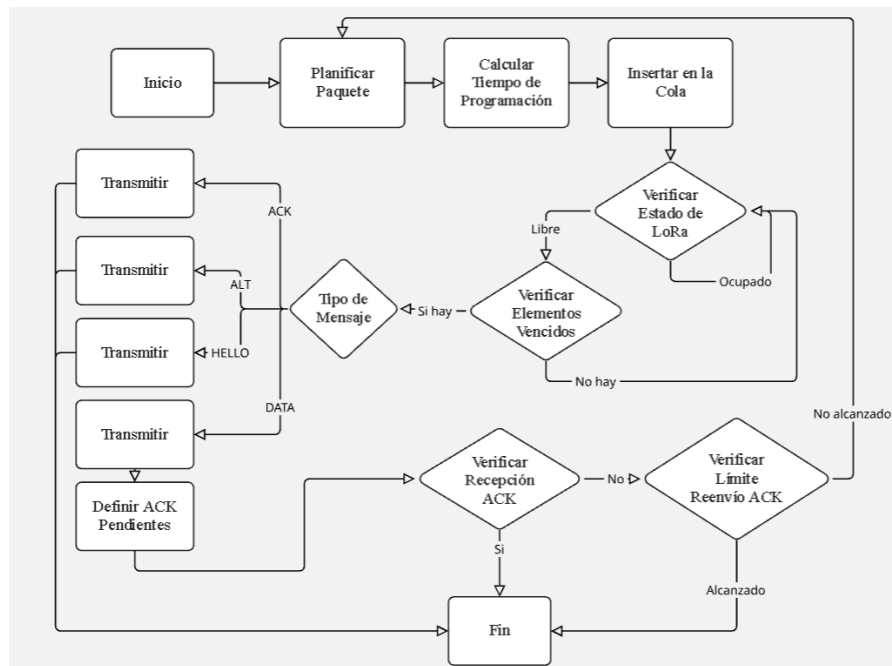 Inicio
Planificar
Paquete
Calcular
Tiempo de
Programación
Insertar en la
Cola
Verificar
Estado de
LoRa
Ocupado
Libre
Verificar
Elementos
Vencidos
No hay
Si hay
Tipo de
Mensaje
ACK
Transmitir
ALT
Transmitir
HELLO
Transmitir
DATA
Transmitir
Definir ACK
Pendientes
Verificar
Recepción
ACK
No
Verificar
Límite
Reenvío ACK
No alcanzado
Si
Alcanzado
Fin